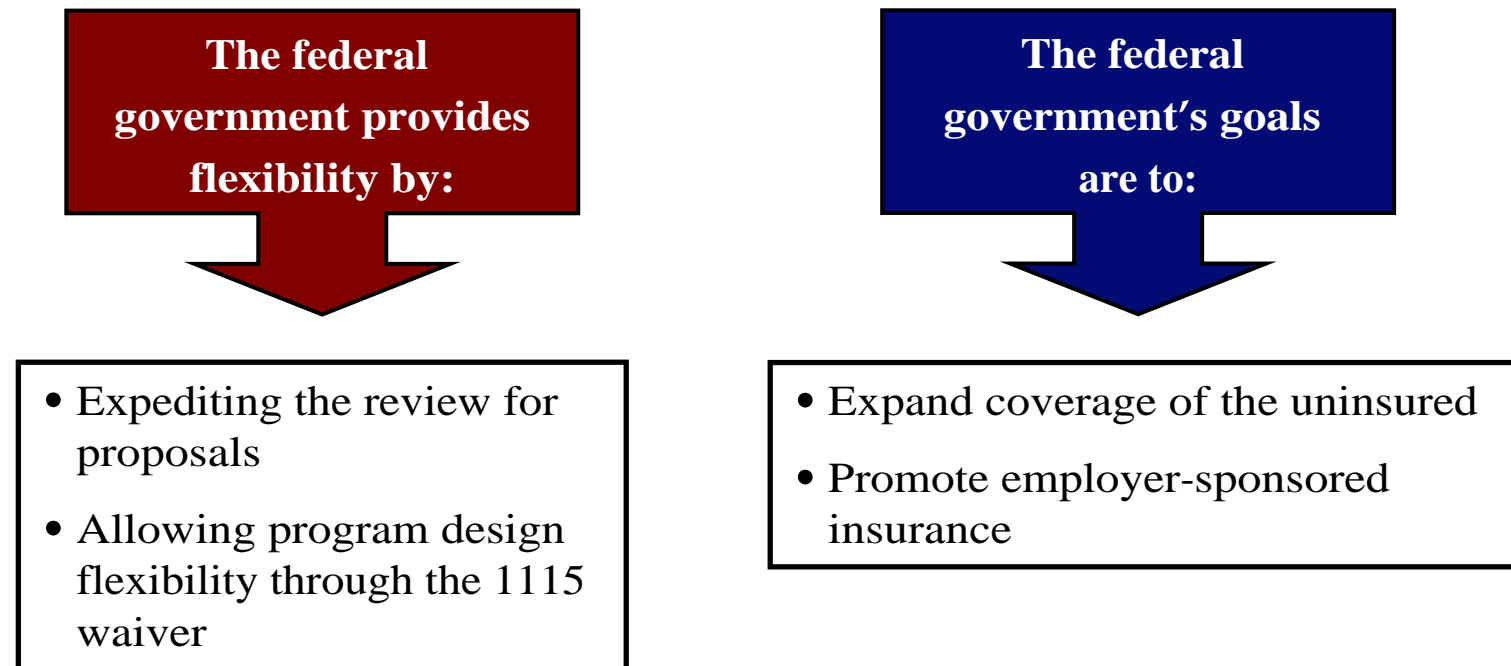 The federal
government provides
flexibility by:
• Expediting the review for
proposals
• Allowing program design
flexibility through the 1115
waiver
The federal
government′s goals
are to:
• Expand coverage of the uninsured
• Promote employer-sponsored
insurance